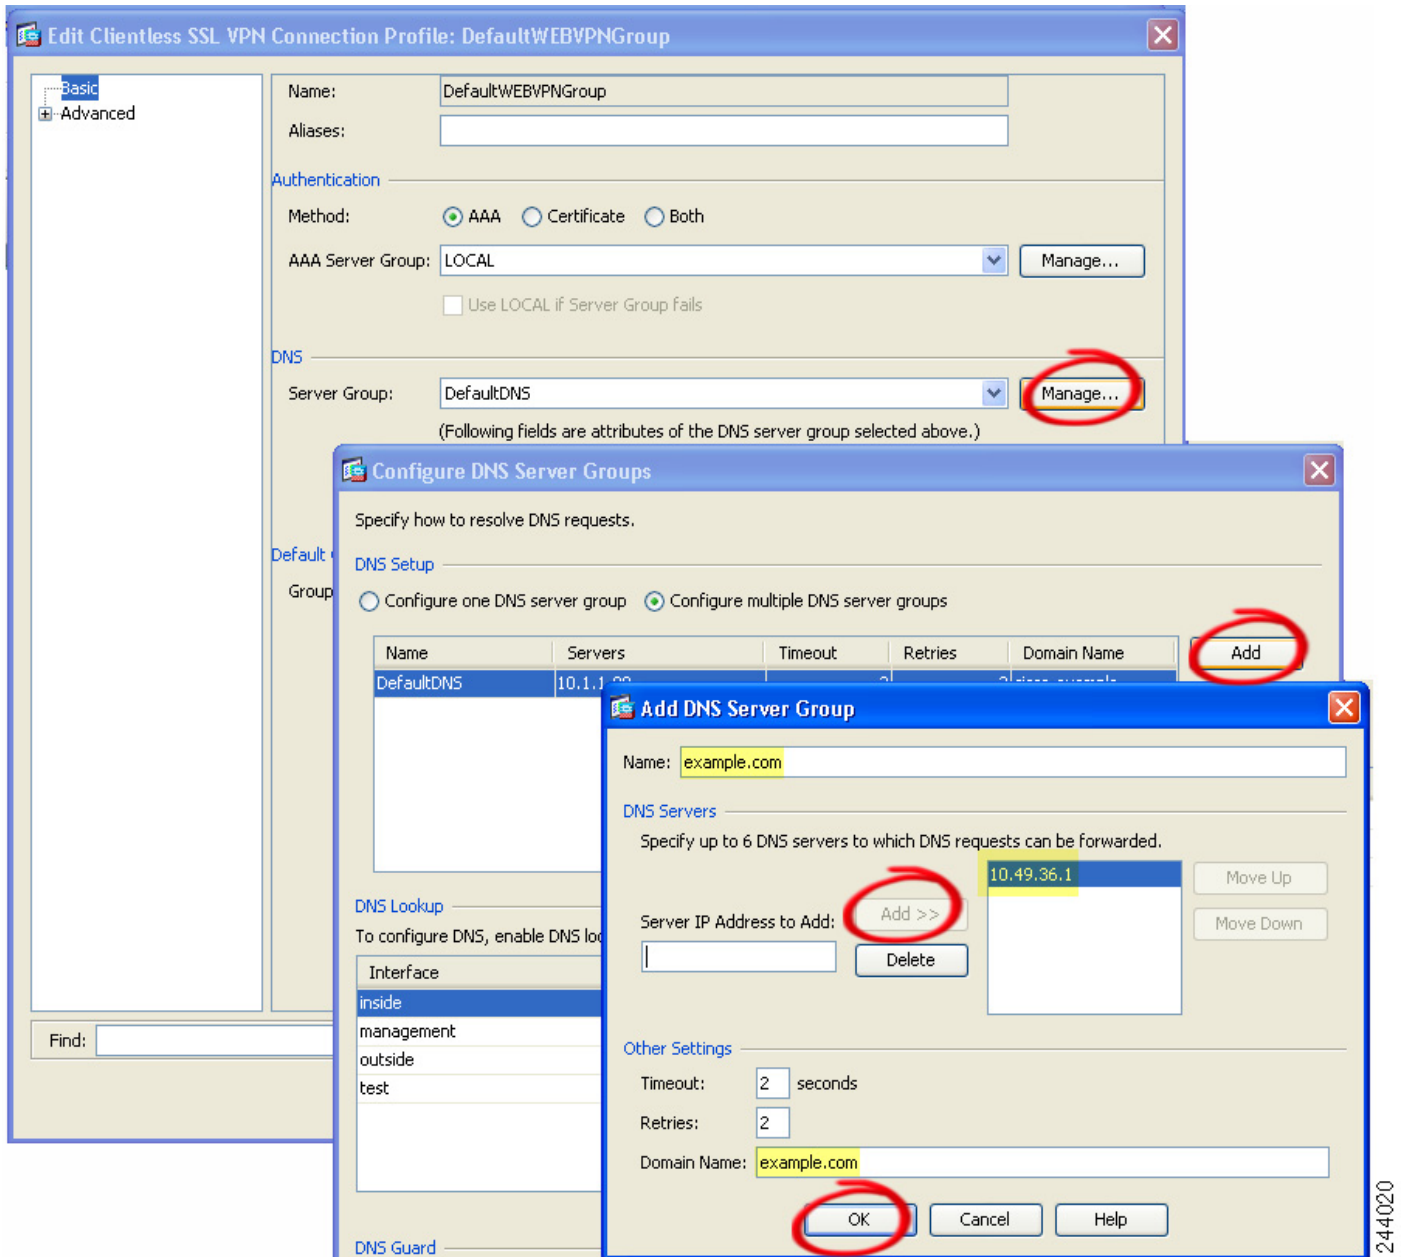 Edit Clientless SSL VPN Connection Profile: DefaultWEBVPNGroup
Basic
Advanced
Name: DefaultWEBVPNGroup
Aliases:
Authentication
Method: AAA Certificate Both
AAA Server Group: LOCAL Manage...
Use LOCAL if Server Group fails
DNS
Server Group: DefaultDNS Manage...
(Following fields are attributes of the DNS server group selected above.)
Default
Group
Find:
Configure DNS Server Groups
Specify how to resolve DNS requests.
DNS Setup
Configure one DNS server group Configure multiple DNS server groups
Name Servers Timeout Retries Domain Name Add
DefaultDNS
DNS Lookup
To configure DNS, enable DNS
Interface
inside
management
outside
test
DNS Guard
Add DNS Server Group
Name: example.com
DNS Servers
Specify up to 6 DNS servers to which DNS requests can be forwarded.
10.49.36.1 Move Up
Server IP Address to Add: Add >> Move Down
Delete
Other Settings
Timeout: 2 seconds
Retries: 2
Domain Name: example.com
OK Cancel Help
244020